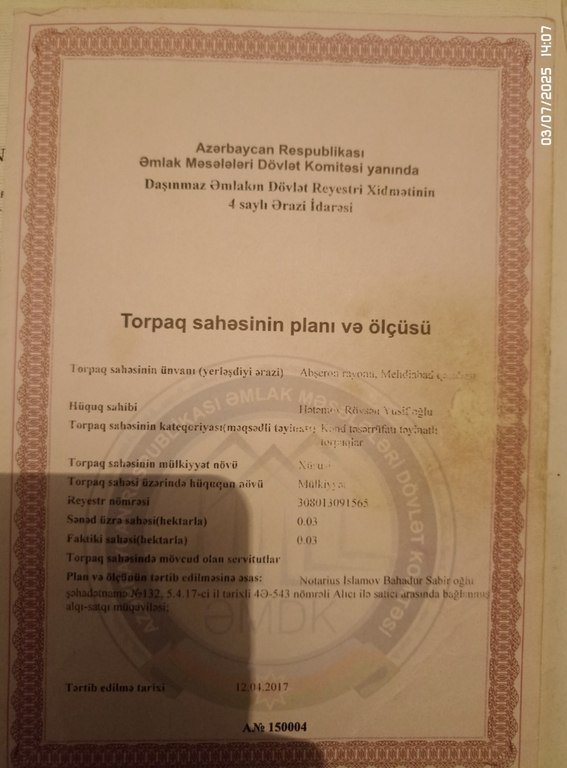 03/07/2025 14:07
Azərbaycan Respublikası
Əmlak Məsələləri Dövlət Komitəsi yanında
Daşınmaz Əmlakın Dövlət Reyestri Xidmətinin
4 saylı Ərazi İdarəsi
Torpaq sahəsinin planı və ölçüsü
Torpaq sahəsinin ünvanı (yerləşdiyi ərazi) Abşeron rayonu, Mehdiabad
Hüquq sahibi Rövşən Yusif oğlu
Torpaq sahəsinin kateqoriyası(məqsədli təyinatı) Kənd təsərrüfatı təyinatlı
torpaqlar
Torpaq sahəsinin mülkiyyət növü Xüsusi
Torpaq sahəsi üzərində hüququn növü Mülkiyyət
Reyestr nömrəsi 308013091565
Sənəd üzrə sahəsi(hektarla) 0.03
Faktiki sahəsi(hektarla) 0.03
Torpaq sahəsində mövcud olan servitutlar
Plan və ölçünün tərtib edilməsinə əsas: Notarius İslamov Bahadur Sabir oğlu
şəhadətnamə №132, 5.4.17-ci il tarixli 4Ə-543 nömrəli Alıcı ilə satıcı arasında bağlanmış
alqı-satqı müqaviləsi;
ƏMDK
Tərtib edilmə tarixi 12.04.2017
A№ 150004